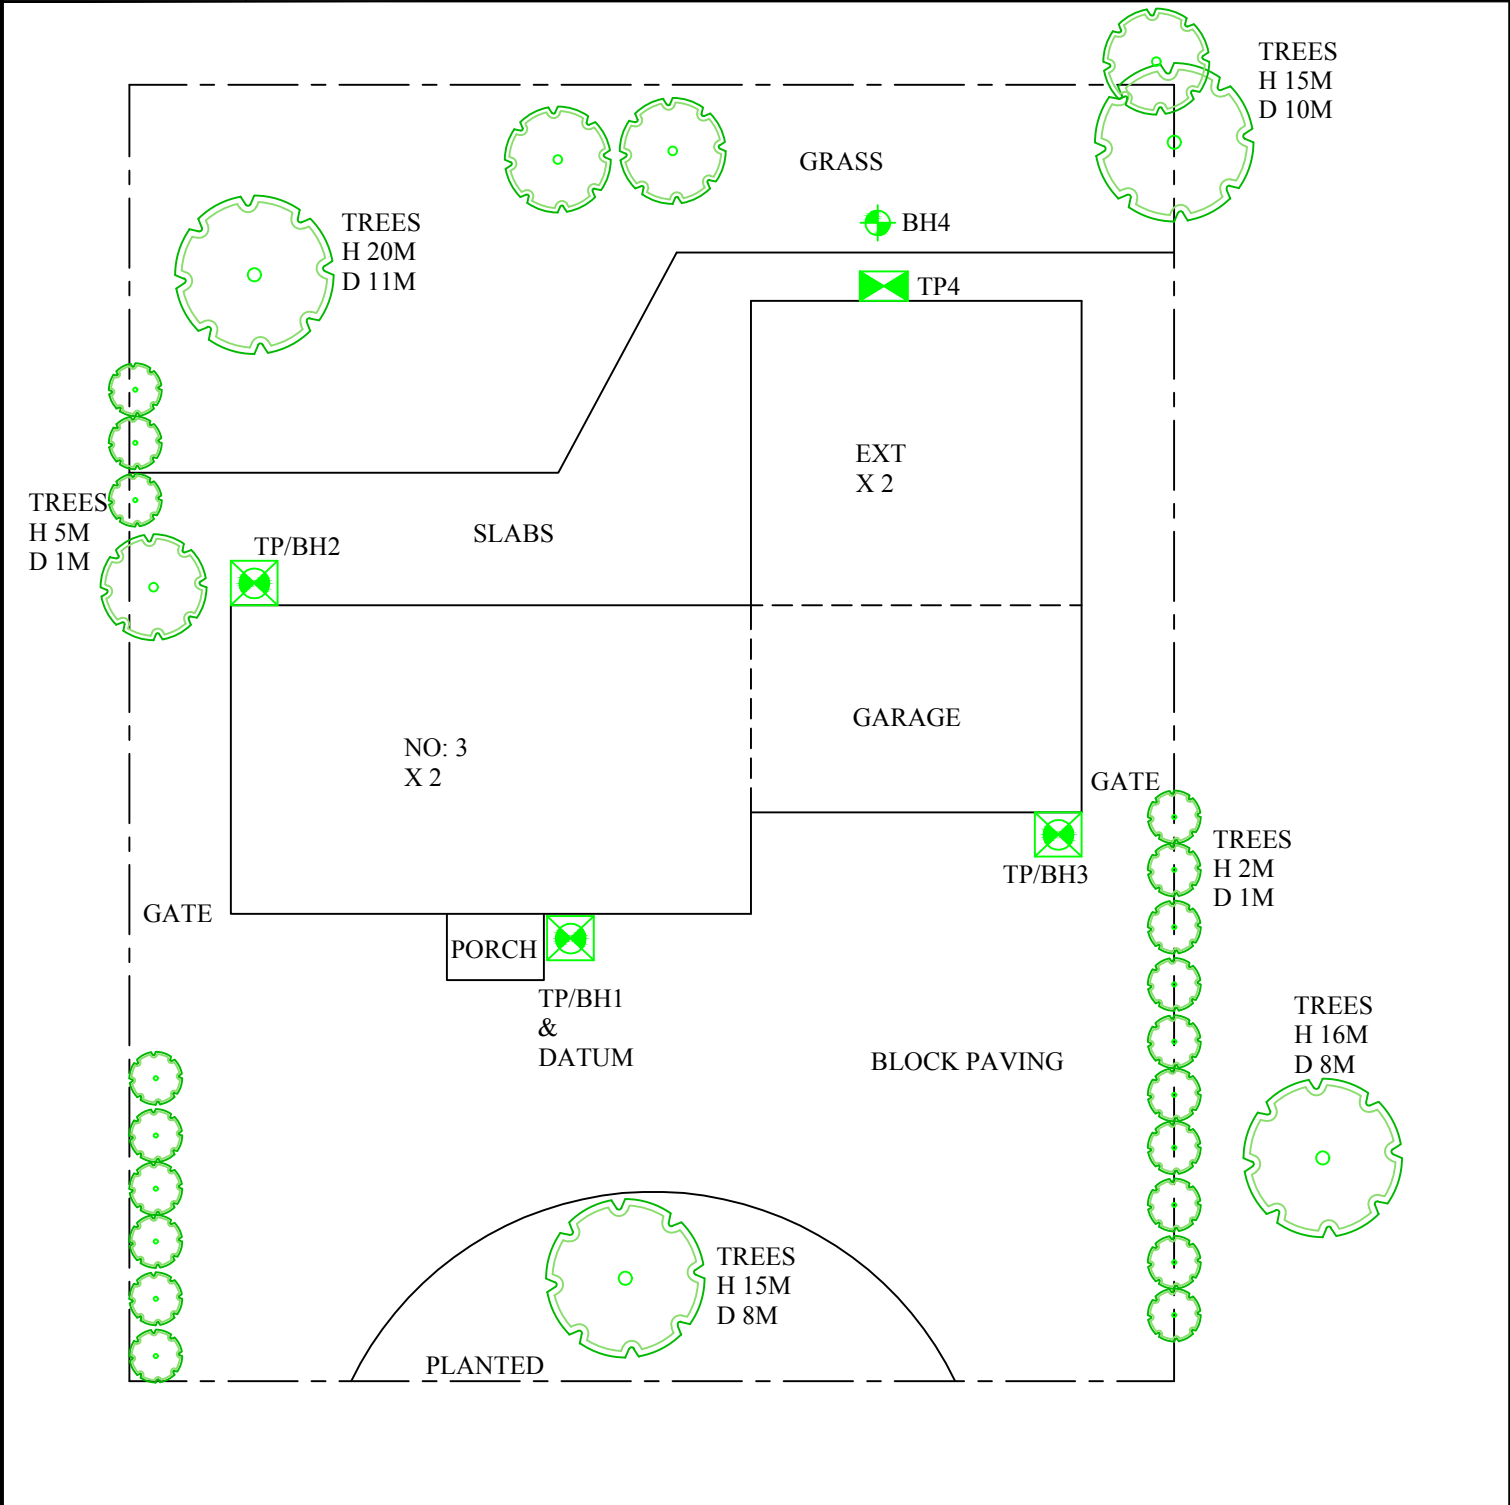 TREES
H 15M
D 10M
GRASS
TREES
H 20M
D 11M
BH4
TP4
EXT
X 2
TREES
H 5M
D 1M
SLABS
TP/BH2
GARAGE
NO: 3
X 2
GATE
TREES
H 2M
D 1M
TP/BH3
GATE
PORCH
TP/BH1
&
DATUM
TREES
H 16M
D 8M
BLOCK PAVING
TREES
H 15M
D 8M
PLANTED